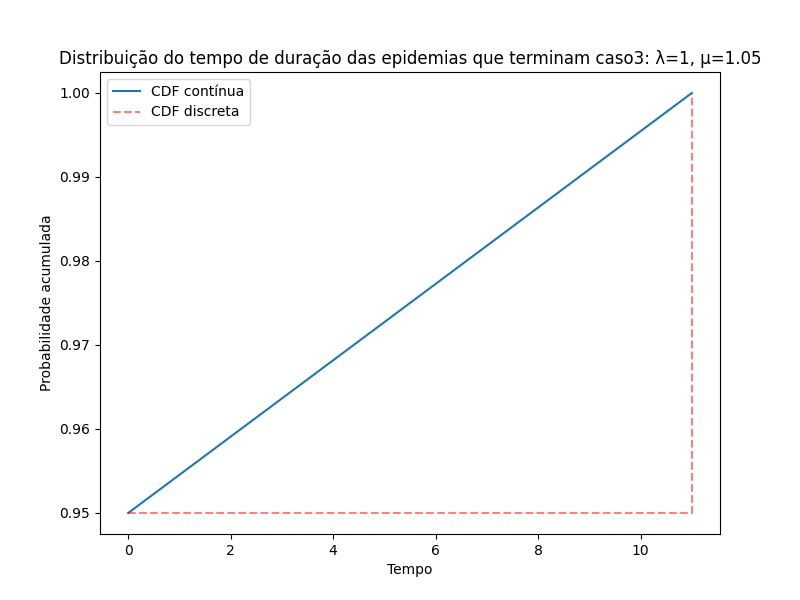 Distribuição do tempo de duração das epidemias que terminam caso3: λ=1, μ=1.05
CDF contínua
CDF discreta
1.00
0.99
0.98
0.97
0.96
0.95
Probabilidade acumulada
0 2 4 6 8 10
Tempo